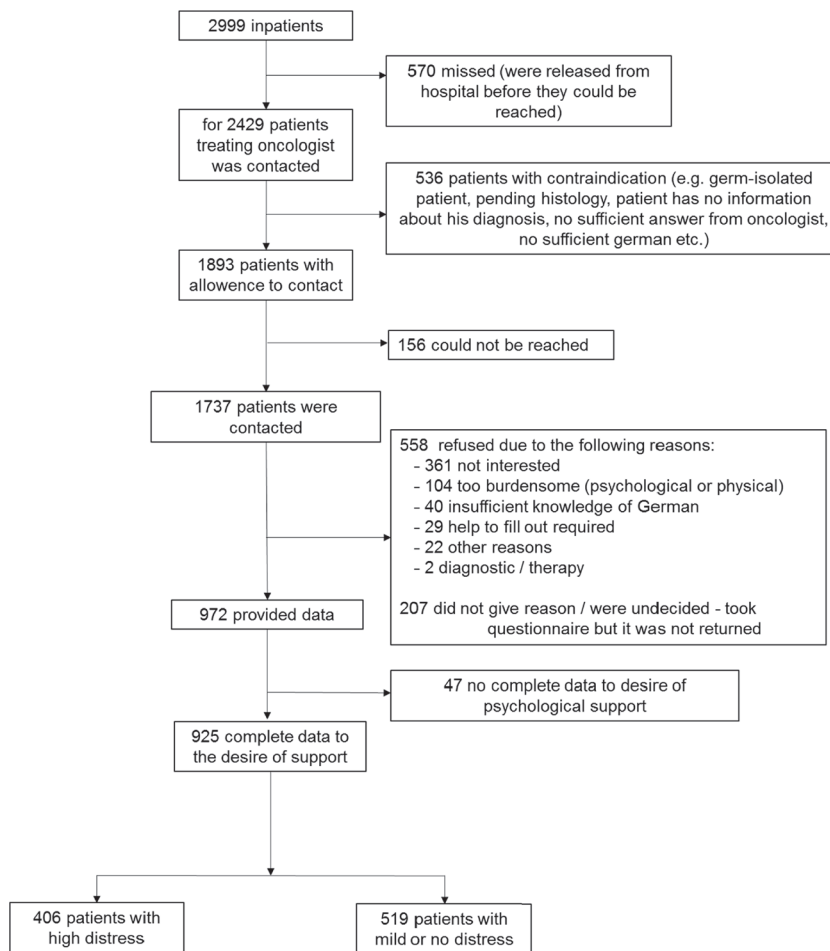 2999 inpatients
570 missed (were released from
hospital before they could be
reached)
for 2429 patients
treating oncologist
was contacted
536 patients with contraindication (e.g. germ-isolated
patient, pending histology, patient has no information
about his diagnosis, no sufficient answer from oncologist,
no sufficient german etc.)
1893 patients with
allowence to contact
156 could not be reached
1737 patients were
contacted
558 refused due to the following reasons:
- 361 not interested
- 104 too burdensome (psychological or physical)
- 40 insufficient knowledge of German
- 29 help to fill out required
- 22 other reasons
- 2 diagnostic / therapy
207 did not give reason / were undecided - took
questionnaire but it was not returned
972 provided data
47 no complete data to desire of
psychological support
925 complete data to
the desire of support
406 patients with
high distress
519 patients with
mild or no distress